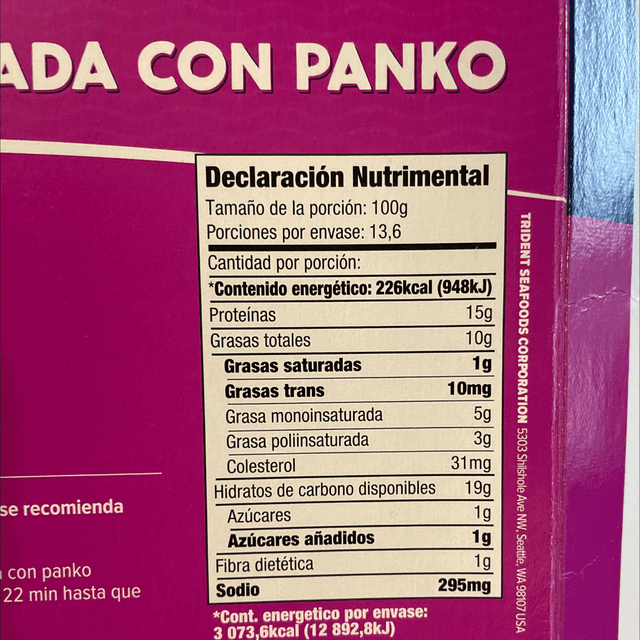 ADA CON PANKO
Declaración Nutrimental
Tamaño de la porción: 100g
Porciones por envase: 13,6
Cantidad por porción:
*Contenido energético: 226kcal (948kJ)
Proteínas 15g
Grasas totales 10g
Grasas saturadas 1g
Grasas trans 10mg
Grasa monoinsaturada 5g
Grasa poliinsaturada 3g
Colesterol 31mg
Hidratos de carbono disponibles 19g
Azúcares 1g
Azúcares añadidos 1g
Fibra dietética 1g
Sodio 295mg
*Cont. energetico por envase:
3 073,6kcal (12 892,8kJ)
TRIDENT SEAFOODS CORPORATION 5303 Shilshole Ave NW, Seattle, WA 98107 USA
se recomienda
con panko
22 min hasta que